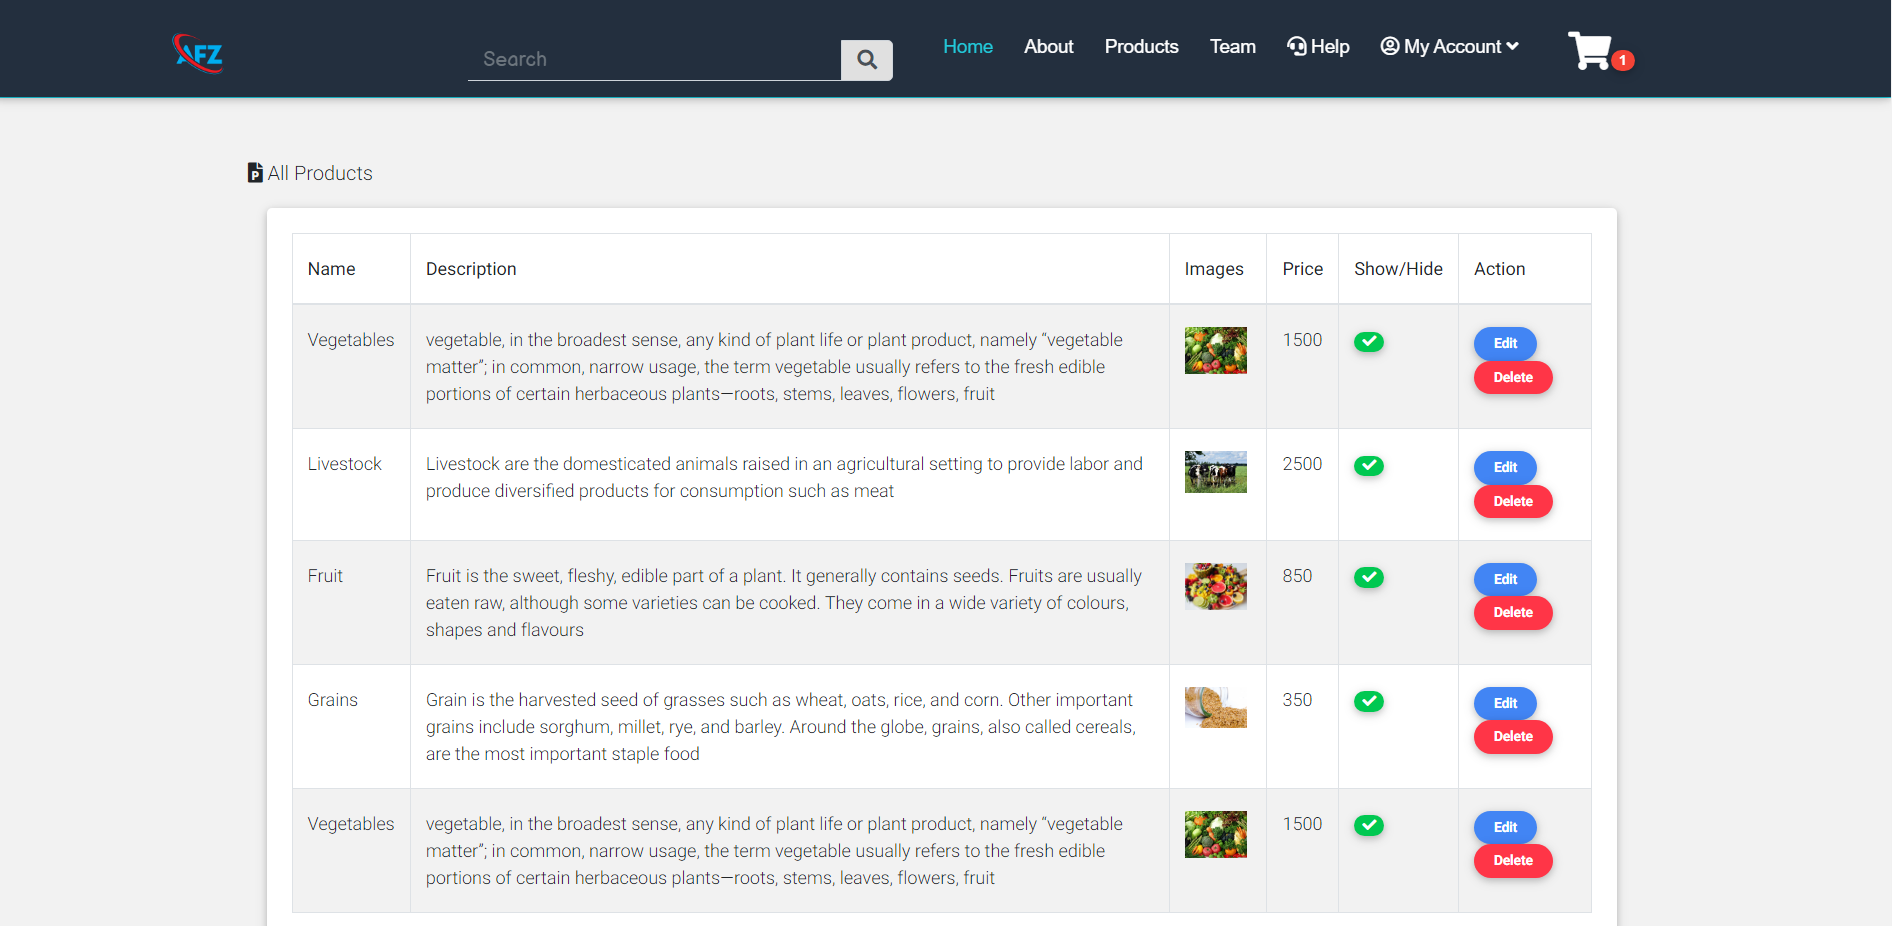 AFZ
Search
Home About Products Team Help My Account 1
All Products
Name Description Images Price Show/Hide Action
Vegetables
vegetable, in the broadest sense, any kind of plant life or plant product, namely “vegetable
matter”; in common, narrow usage, the term vegetable usually refers to the fresh edible
portions of certain herbaceous plants—roots, stems, leaves, flowers, fruit
1500
Edit
Delete
Livestock
Livestock are the domesticated animals raised in an agricultural setting to provide labor and
produce diversified products for consumption such as meat
2500
Edit
Delete
Fruit
Fruit is the sweet, fleshy, edible part of a plant. It generally contains seeds. Fruits are usually
eaten raw, although some varieties can be cooked. They come in a wide variety of colours,
shapes and flavours
850
Edit
Delete
Grains
Grain is the harvested seed of grasses such as wheat, oats, rice, and corn. Other important
grains include sorghum, millet, rye, and barley. Around the globe, grains, also called cereals,
are the most important staple food
350
Edit
Delete
Vegetables
vegetable, in the broadest sense, any kind of plant life or plant product, namely “vegetable
matter”; in common, narrow usage, the term vegetable usually refers to the fresh edible
portions of certain herbaceous plants—roots, stems, leaves, flowers, fruit
1500
Edit
Delete